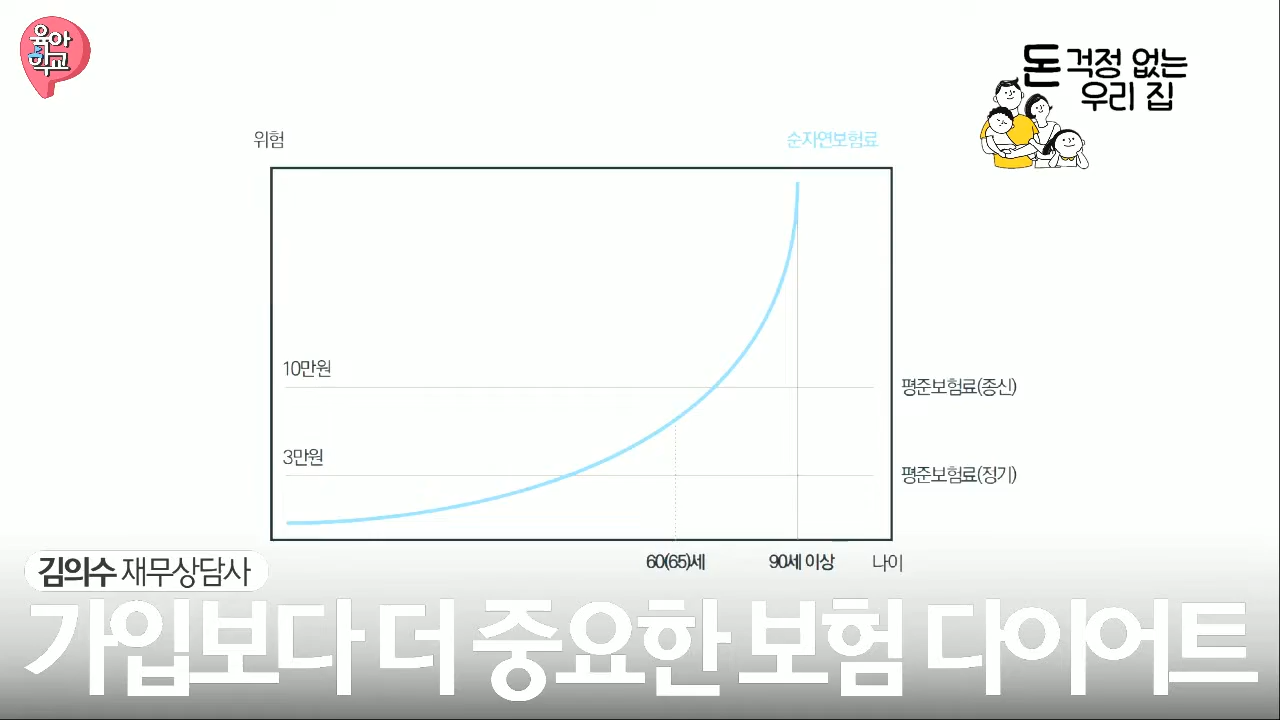 육아
학교
돈 걱정 없는
우리 집
위험
순자연보험료
10만원
평준보험료(종신)
3만원
평준보험료(정기)
60(65)세
90세 이상
나이
김의수 재무상담사
가입보다 더 중요한 보험 다이어트